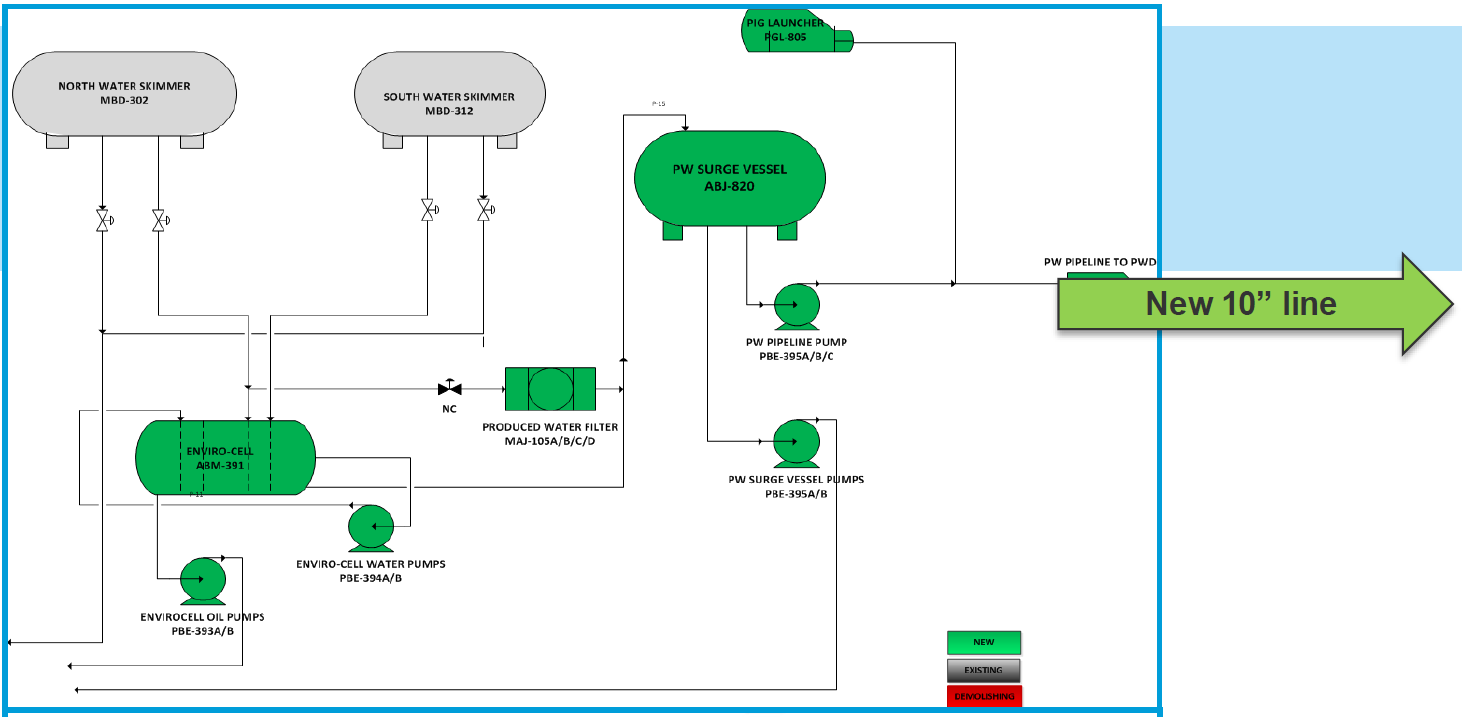 PIG LAUNCHER
PGL-805
NORTH WATER SKIMMER
MBD-302
SOUTH WATER SKIMMER
MBD-312
P-15
PW SURGE VESSEL
ABJ-820
PW PIPELINE TO PWD
New 10” line
PW PIPELINE PUMP
PBE-395A/B/C
NC
PRODUCED WATER FILTER
MAJ-105A/B/C/D
ENVIRO-CELL
ABM-391
P-11
PW SURGE VESSEL PUMPS
PBE-395A/B
ENVIRO-CELL WATER PUMPS
PBE-394A/B
ENVIROCELL OIL PUMPS
PBE-393A/B
NEW
EXISTING
DEMOLISHING